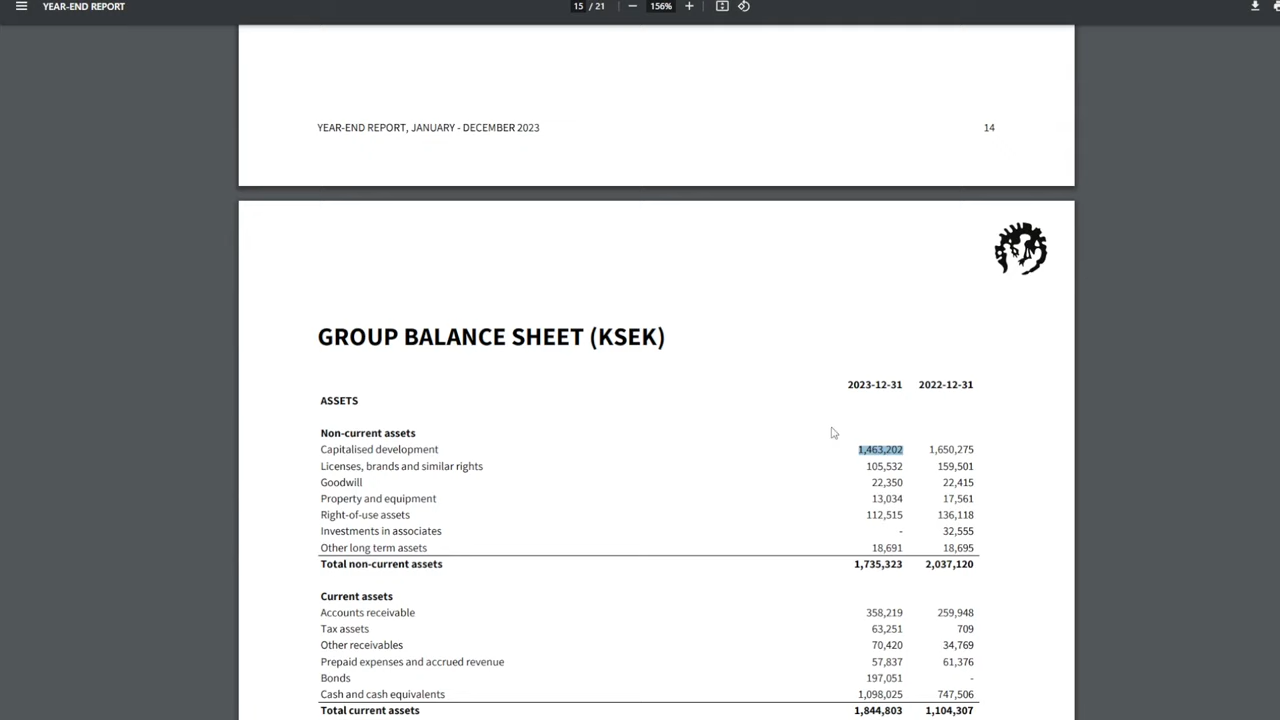 YEAR-END REPORT 15 / 21 156%
YEAR-END REPORT, JANUARY - DECEMBER 2023 14
GROUP BALANCE SHEET (KSEK)
2023-12-31 2022-12-31
ASSETS
Non-current assets
Capitalised development 1,463,202 1,650,275
Licenses, brands and similar rights 105,532 159,501
Goodwill 22,350 22,415
Property and equipment 13,034 17,561
Right-of-use assets 112,515 136,118
Investments in associates - 32,555
Other long term assets 18,691 18,695
Total non-current assets 1,735,323 2,037,120
Current assets
Accounts receivable 358,219 259,948
Tax assets 63,251 709
Other receivables 70,420 34,769
Prepaid expenses and accrued revenue 57,837 61,376
Bonds 197,051 -
Cash and cash equivalents 1,098,025 747,506
Total current assets 1,844,803 1,104,307